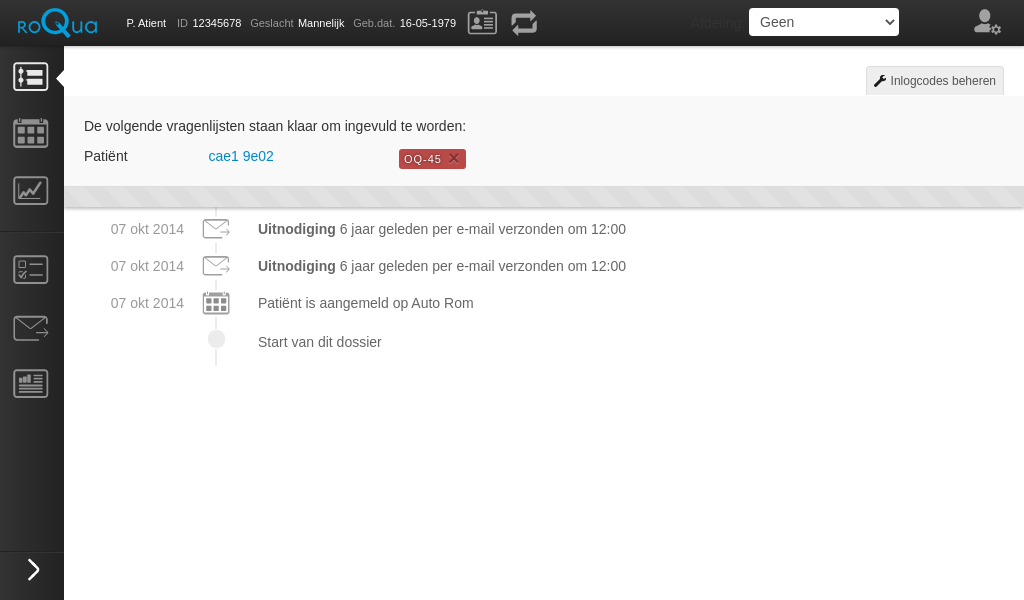 roQua P. Atient ID 12345678 Geslacht Mannelijk Geb.dat. 16-05-1979 Afdeling Geen
Inlogcodes beheren
De volgende vragenlijsten staan klaar om ingevuld te worden:
Patiënt cae1 9e02 OQ-45
07 okt 2014 Uitnodiging 6 jaar geleden per e-mail verzonden om 12:00
07 okt 2014 Uitnodiging 6 jaar geleden per e-mail verzonden om 12:00
07 okt 2014 Patiënt is aangemeld op Auto Rom
Start van dit dossier